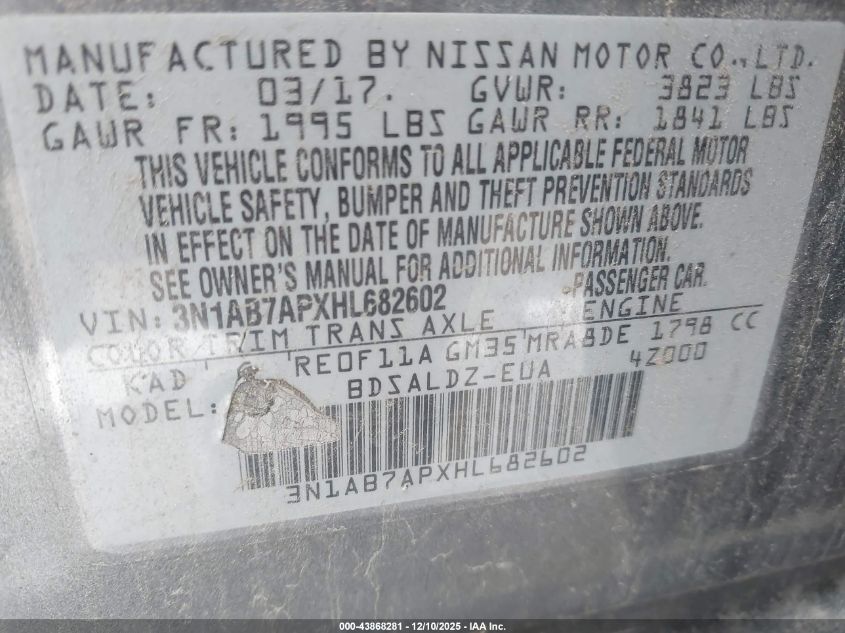 MANUFACTURED BY NISSAN MOTOR CO., LTD.
DATE: 03/17. GVWR: 3823 LBS
GAWR FR: 1995 LBS GAWR RR: 1841 LBS
THIS VEHICLE CONFORMS TO ALL APPLICABLE FEDERAL MOTOR
VEHICLE SAFETY, BUMPER AND THEFT PREVENTION STANDARDS
IN EFFECT ON THE DATE OF MANUFACTURE SHOWN ABOVE.
SEE OWNER'S MANUAL FOR ADDITIONAL INFORMATION.
VIN: 3N1AB7APXHL682602 PASSENGER CAR.
COLOR TRIM TRANS AXLE ENGINE
KAD RE0F11A GM35 MRA8DE 1798 CC
MODEL: BDSALDZ-EUA 4Z000
3N1AB7APXHL682602
000-43868281 - 12/10/2025 - IAA Inc.